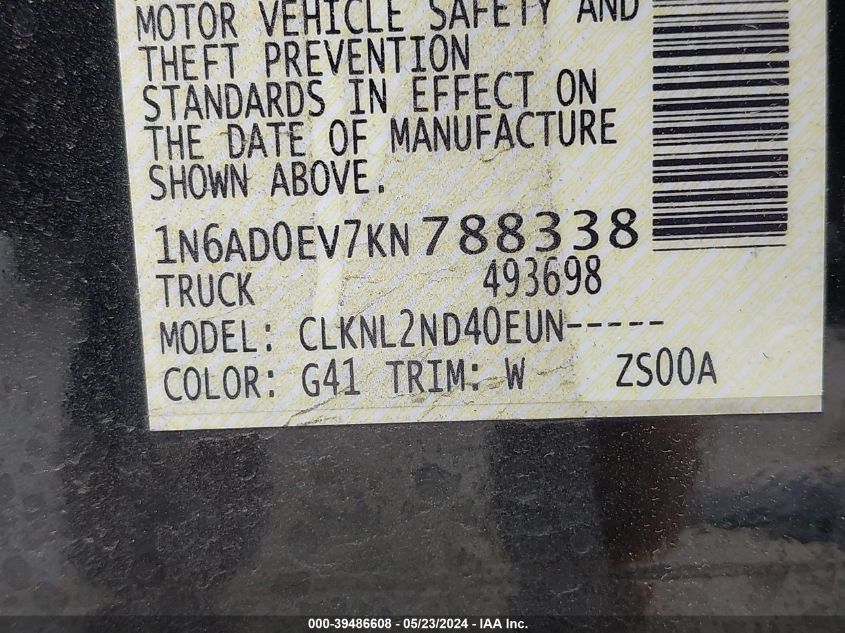 MOTOR VEHICLE SAFETY AND
THEFT PREVENTION
STANDARDS IN EFFECT ON
THE DATE OF MANUFACTURE
SHOWN ABOVE.
1N6AD0EV7KN788338
TRUCK 493698
MODEL: CLKNL2ND40EUN-----
COLOR: G41 TRIM: W ZS00A
000-39486608 - 05/23/2024 - IAA Inc.